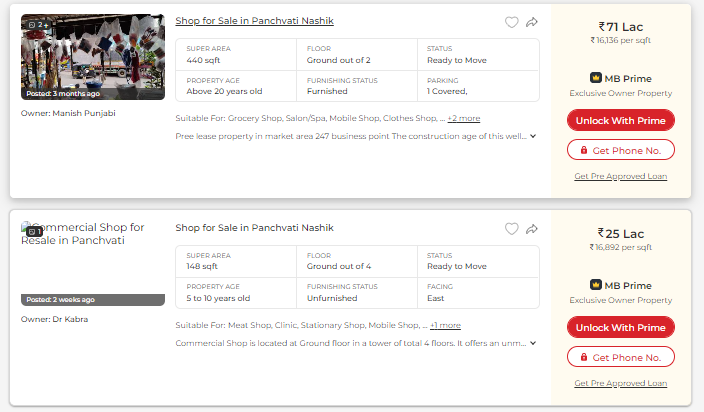 2
Posted: 3 months ago
Owner: Manish Punjabi
Shop for Sale in Panchvati Nashik
SUPER AREA
440 sqft
FLOOR
Ground out of 2
STATUS
Ready to Move
PROPERTY AGE
Above 20 years old
FURNISHING STATUS
Furnished
PARKING
1 Covered,
Suitable For: Grocery Shop, Salon/Spa, Mobile Shop, Clothes Shop, ... +2 more
Pree lease property in market area 247 business point The construction age of this well...
₹71 Lac
₹16,136 per sqft
MB Prime
Exclusive Owner Property
Unlock With Prime
Get Phone No.
Get Pre Approved Loan
Commercial Shop for
Resale in Panchvati
1
Posted: 2 weeks ago
Owner: Dr Kabra
Shop for Sale in Panchvati Nashik
SUPER AREA
148 sqft
FLOOR
Ground out of 4
STATUS
Ready to Move
PROPERTY AGE
5 to 10 years old
FURNISHING STATUS
Unfurnished
FACING
East
Suitable For: Meat Shop, Clinic, Stationary Shop, Mobile Shop, ... +1 more
Commercial Shop is located at Ground floor in a tower of total 4 floors. It offers an unm...
₹25 Lac
₹16,892 per sqft
MB Prime
Exclusive Owner Property
Unlock With Prime
Get Phone No.
Get Pre Approved Loan